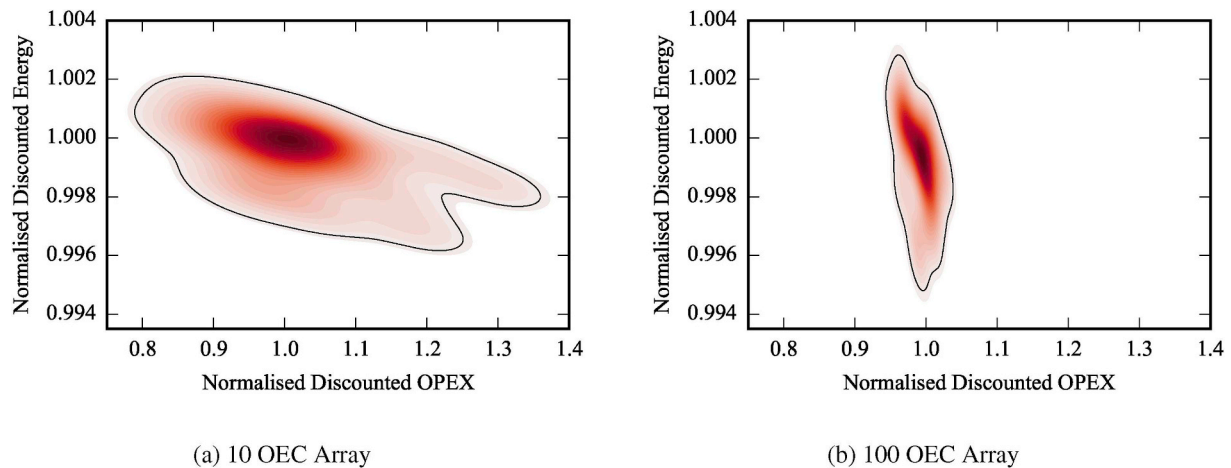 1.004
1.002
1.000
0.998
0.996
0.994
Normalised Discounted Energy
0.8 0.9 1.0 1.1 1.2 1.3 1.4
Normalised Discounted OPEX
(a) 10 OEC Array
1.004
1.002
1.000
0.998
0.996
0.994
Normalised Discounted Energy
0.8 0.9 1.0 1.1 1.2 1.3 1.4
Normalised Discounted OPEX
(b) 100 OEC Array